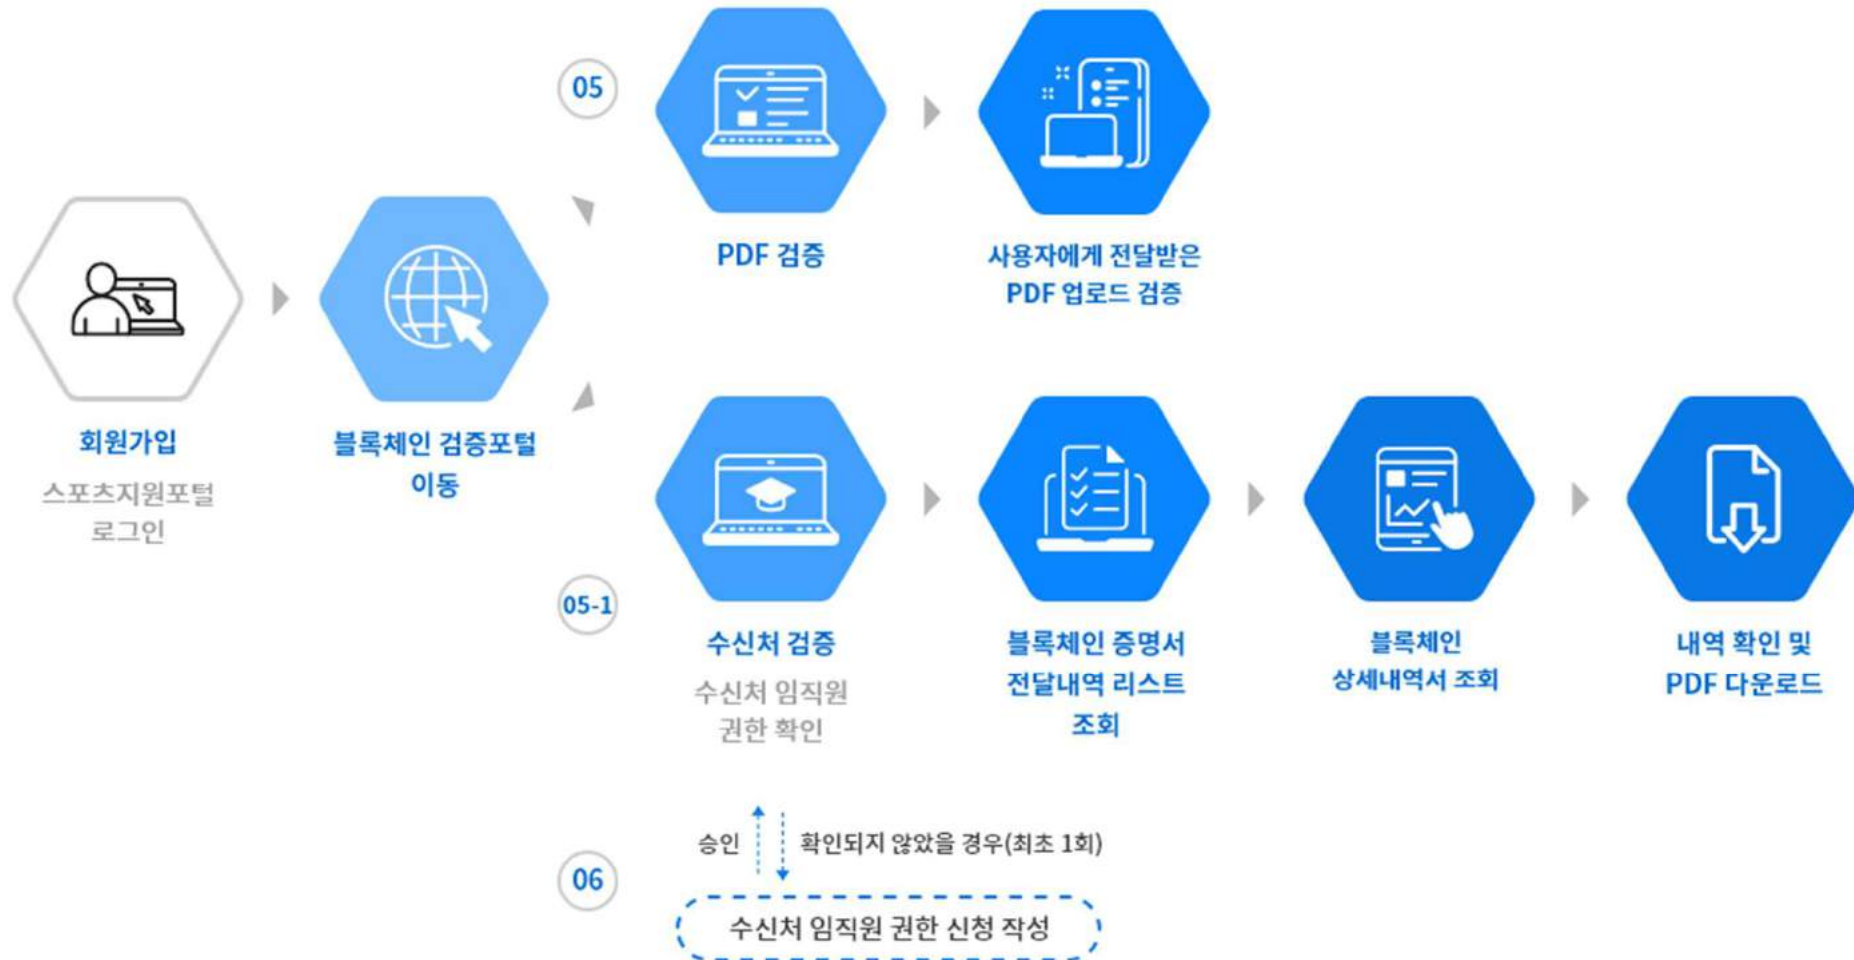 05
PDF 검증
사용자에게 전달받은
PDF 업로드 검증
회원가입
스포츠지원포털
로그인
블록체인 검증포털
이동
05-1
수신처 검증
수신처 임직원
권한 확인
블록체인 증명서
전달내역 리스트
조회
블록체인
상세내역서 조회
내역 확인 및
PDF 다운로드
승인
확인되지 않았을 경우(최초 1회)
06
수신처 임직원 권한 신청 작성